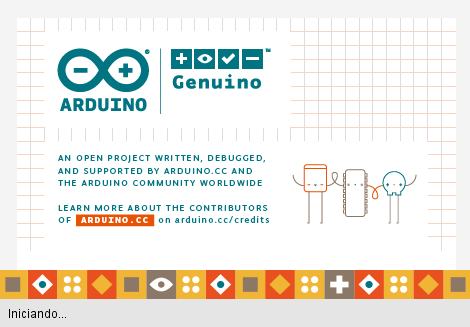 ARDUINO
Genuino
AN OPEN PROJECT WRITTEN, DEBUGGED,
AND SUPPORTED BY ARDUINO.CC AND
THE ARDUINO COMMUNITY WORLDWIDE
LEARN MORE ABOUT THE CONTRIBUTORS
OF ARDUINO.CC on arduino.cc/credits
Iniciando...